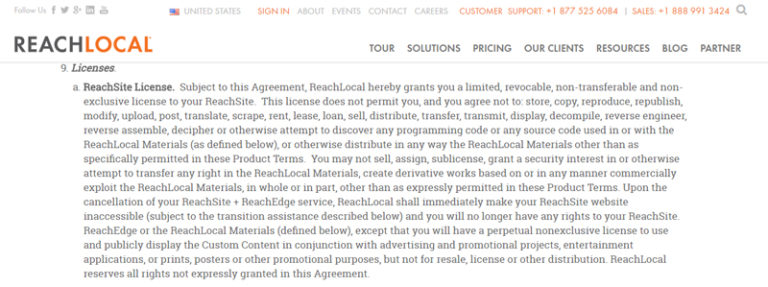 Follow Us
UNITED STATES SIGN IN ABOUT EVENTS CONTACT CAREERS CUSTOMER SUPPORT: +1 877 525 6084 | SALES: +1 888 991 3424
REACHLOCAL
TOUR SOLUTIONS PRICING OUR CLIENTS RESOURCES BLOG PARTNER
9. Licenses.
a. ReachSite License. Subject to this Agreement, ReachLocal hereby grants you a limited, revocable, non-transferable and non-
exclusive license to your ReachSite. This license does not permit you, and you agree not to: store, copy, reproduce, republish,
modify, upload, post, translate, scrape, rent, lease, loan, sell, distribute, transfer, transmit, display, decompile, reverse engineer,
reverse assemble, decipher or otherwise attempt to discover any programming code or any source code used in or with the
ReachLocal Materials (as defined below), or otherwise distribute in any way the ReachLocal Materials other than as
specifically permitted in these Product Terms. You may not sell, assign, sublicense, grant a security interest in or otherwise
attempt to transfer any right in the ReachLocal Materials, create derivative works based on or in any manner commercially
exploit the ReachLocal Materials, in whole or in part, other than as expressly permitted in these Product Terms. Upon the
cancellation of your ReachSite + ReachEdge service, ReachLocal shall immediately make your ReachSite website
inaccessible (subject to the transition assistance described below) and you will no longer have any rights to your ReachSite.
ReachEdge or the ReachLocal Materials (defined below), except that you will have a perpetual nonexclusive license to use
and publicly display the Custom Content in conjunction with advertising and promotional projects, entertainment
applications, or prints, posters or other promotional purposes, but not for resale, license or other distribution. ReachLocal
reserves all rights not expressly granted in this Agreement.